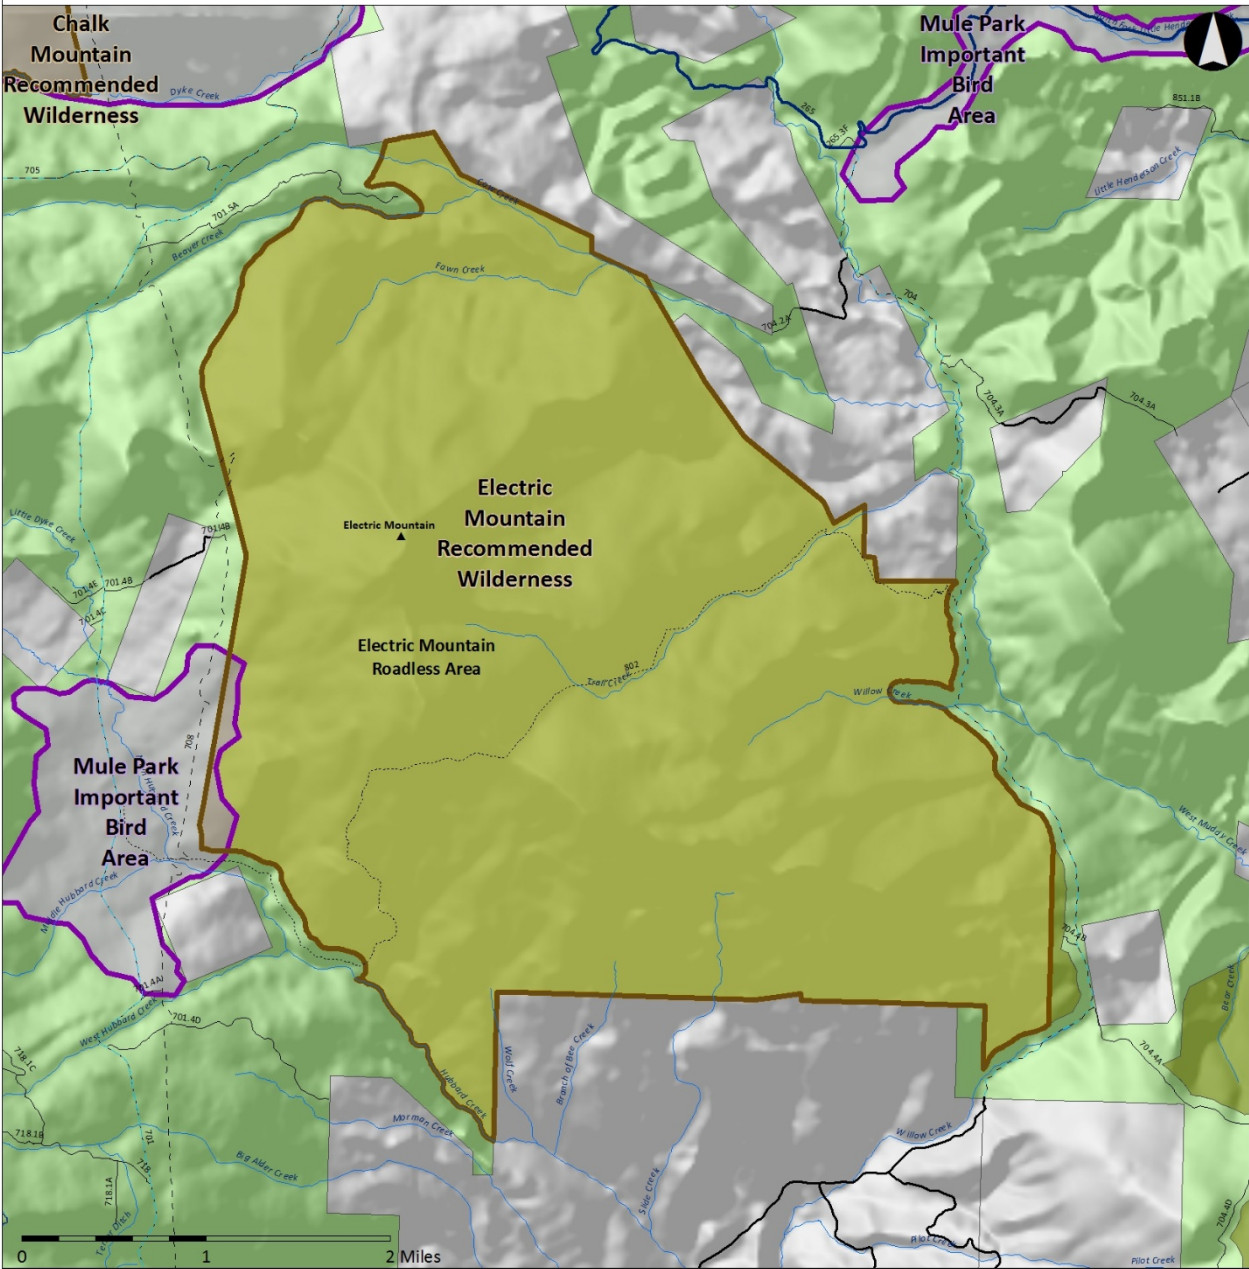 Chalk
Mountain
Recommended
Wilderness
Mule Park
Important
Bird
Area
Dyke Creek
265
265.3F
851.1B
705
701.5A
Beaver Creek
Cow Creek
Little Henderson Creek
Fawn Creek
704
704.2A
704.3A
704.3A
Electric
Mountain
Recommended
Wilderness
Electric Mountain
Little Dyke Creek
701.4B
701.4E
701.4B
701.4C
Electric Mountain
Roadless Area
802
Trail Creek
Willow Creek
708
Mule Park
Important
Bird
Area
West Muddy Creek
Middle Hubbard Creek
704.4B
Bear Creek
701.4A
West Hubbard Creek
701.4D
704.4A
718.1C
Wolf Creek
Branch of Bee Creek
Hubbard Creek
Morman Creek
Willow Creek
718.1B
701
718
Big Alder Creek
718.1A
Slide Creek
704.4D
Pilot Creek
Pilot Creek
0 1 2 Miles